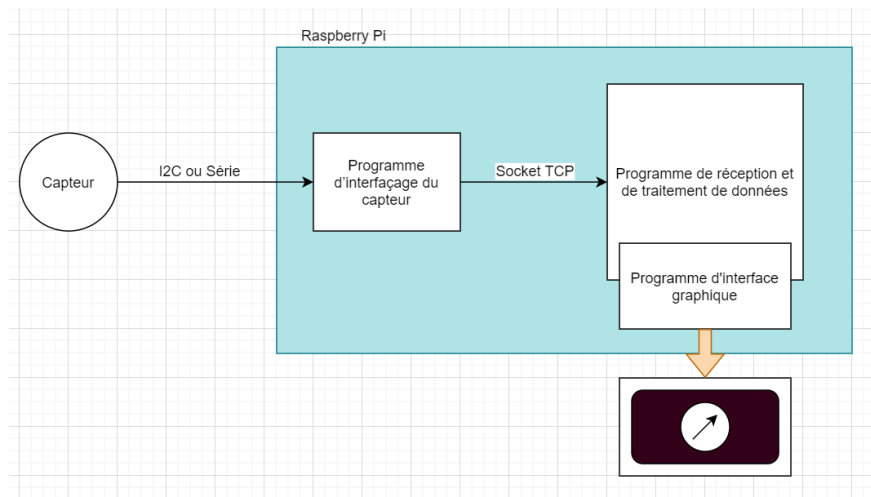 Raspberry Pi
Capteur
I2C ou Série
Programme
d'interfaçage du
capteur
Socket TCP
Programme de réception et
de traitement de données
Programme d'interface
graphique